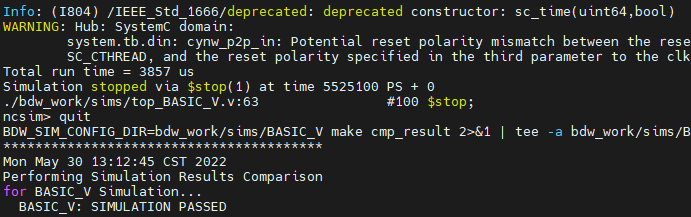 Info: (I804) /IEEE_Std_1666/deprecated: deprecated constructor: sc_time(uint64,bool)
WARNING: Hub: SystemC domain:
system.tb.din: cynw_p2p_in: Potential reset polarity mismatch between the rese
SC_CTHREAD, and the reset polarity specified in the third parameter to the clk
Total run time = 3857 us
Simulation stopped via $stop(1) at time 5525100 PS + 0
./bdw_work/sims/top_BASIC_V.v:63 #100 $stop;
ncsim> quit
BDW_SIM_CONFIG_DIR=bdw_work/sims/BASIC_V make cmp_result 2>&1 | tee -a bdw_work/sims/B
****************************************
Mon May 30 13:12:45 CST 2022
Performing Simulation Results Comparison
for BASIC_V Simulation...
BASIC_V: SIMULATION PASSED